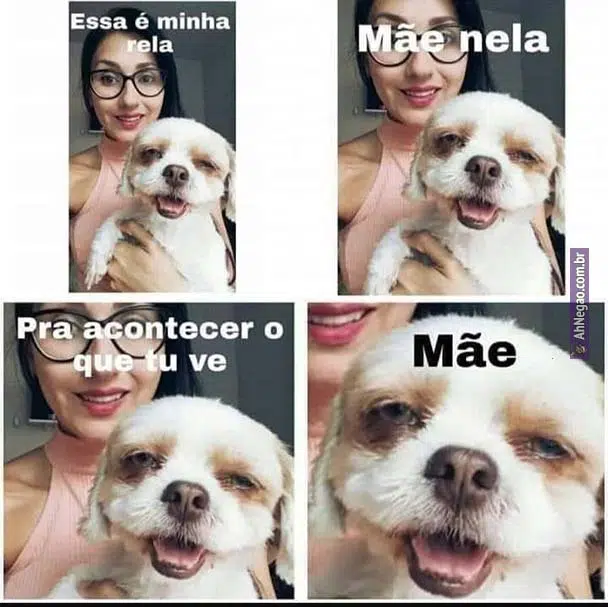 Essa é minha
rela
Mãe nela
Pra acontecer o
que tu ve
Mãe
AhNegao.com.br